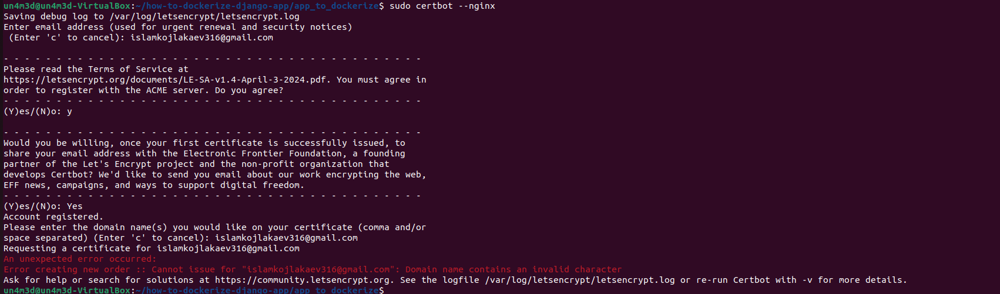 un4m3d@un4m3d-VirtualBox:~/how-to-dockerize-django-app/app_to_dockerize$ sudo certbot --nginx
Saving debug log to /var/log/letsencrypt/letsencrypt.log
Enter email address (used for urgent renewal and security notices)
 (Enter 'c' to cancel): islamkojlakaev316@gmail.com

- - - - - - - - - - - - - - - - - - - - - - - - - - - - - - - - - - - - - - - -
Please read the Terms of Service at
https://letsencrypt.org/documents/LE-SA-v1.4-April-3-2024.pdf. You must agree in
order to register with the ACME server. Do you agree?
- - - - - - - - - - - - - - - - - - - - - - - - - - - - - - - - - - - - - - - -
(Y)es/(N)o: y

- - - - - - - - - - - - - - - - - - - - - - - - - - - - - - - - - - - - - - - -
Would you be willing, once your first certificate is successfully issued, to
share your email address with the Electronic Frontier Foundation, a founding
partner of the Let's Encrypt project and the non-profit organization that
develops Certbot? We'd like to send you email about our work encrypting the web,
EFF news, campaigns, and ways to support digital freedom.
- - - - - - - - - - - - - - - - - - - - - - - - - - - - - - - - - - - - - - - -
(Y)es/(N)o: Yes
Account registered.
Please enter the domain name(s) you would like on your certificate (comma and/or
space separated) (Enter 'c' to cancel): islamkojlakaev316@gmail.com
Requesting a certificate for islamkojlakaev316@gmail.com
An unexpected error occurred:
Error creating new order :: Cannot issue for "islamkojlakaev316@gmail.com": Domain name contains an invalid character
Ask for help or search for solutions at https://community.letsencrypt.org. See the logfile /var/log/letsencrypt/letsencrypt.log or re-run Certbot with -v for more details.
un4m3d@un4m3d-VirtualBox:~/how-to-dockerize-django-app/app_to_dockerize$